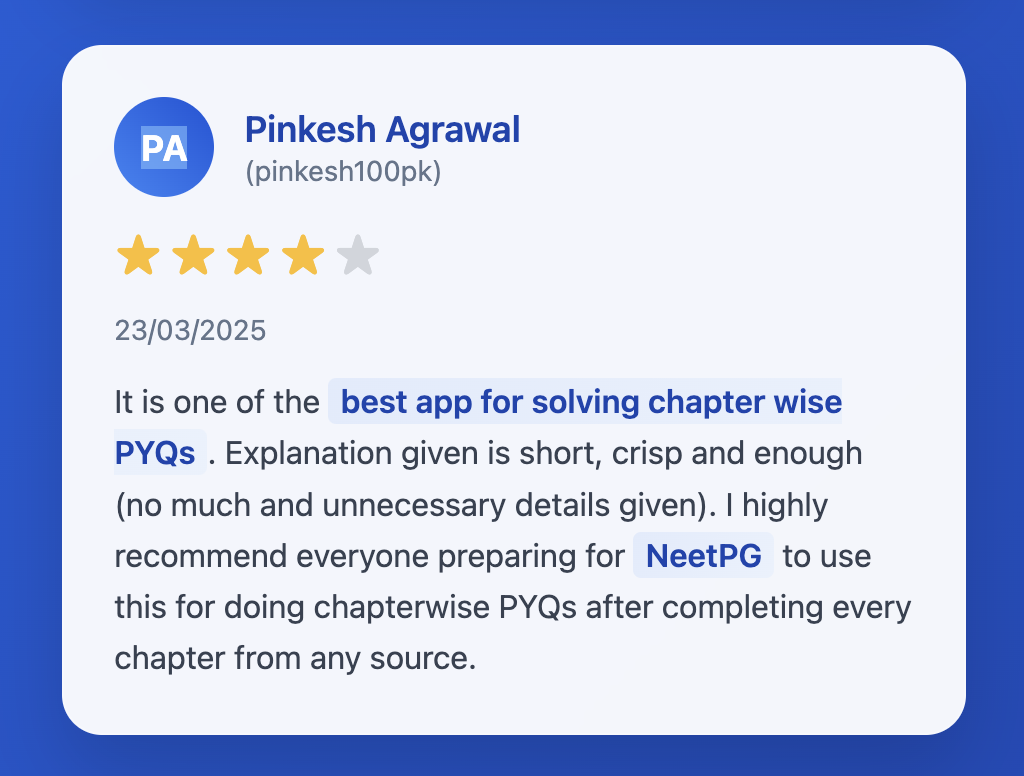 PA
Pinkesh Agrawal
(pinkesh100pk)
23/03/2025
It is one of the best app for solving chapter wise
PYQs . Explanation given is short, crisp and enough
(no much and unnecessary details given). I highly
recommend everyone preparing for NeetPG to use
this for doing chapterwise PYQs after completing every
chapter from any source.